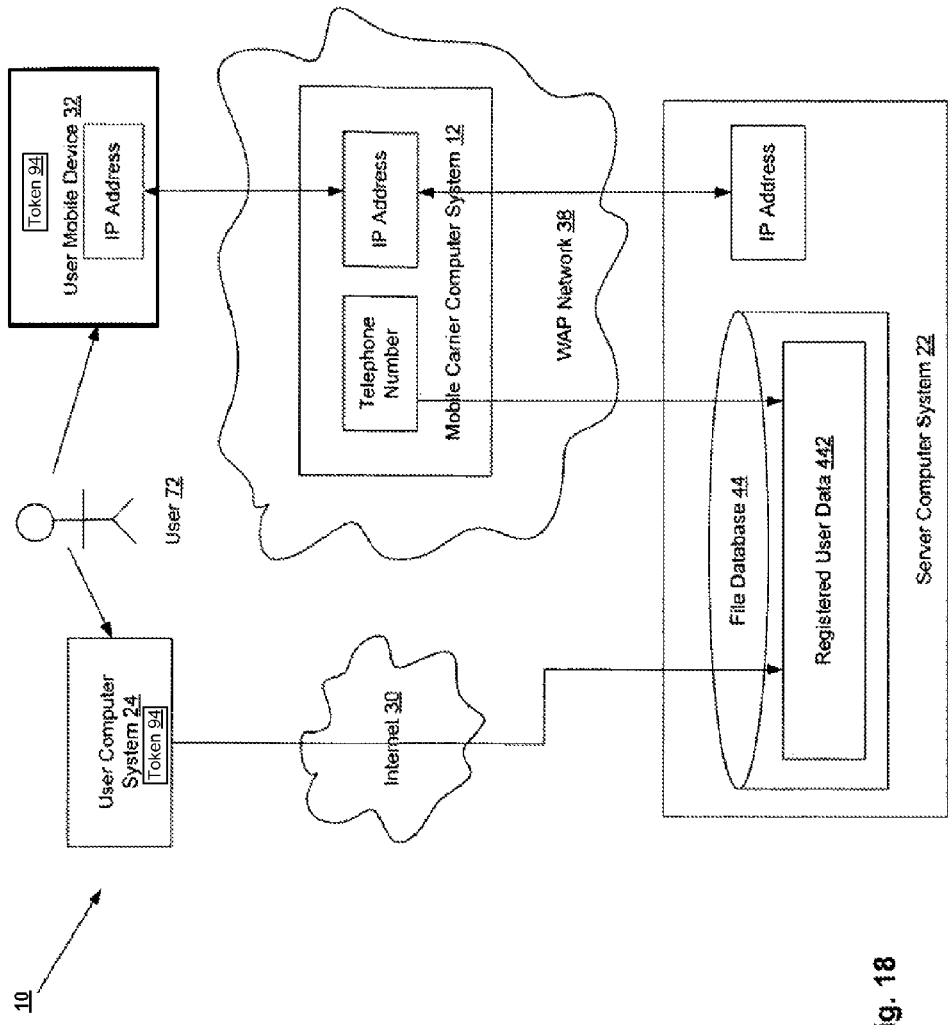 10
User Computer
System 24
Token 94
User 72
Token 94
User Mobile Device 32
IP Address
Internet 30
Telephone
Number
IP Address
Mobile Carrier Computer System 12
WAP Network 38
File Database 44
Registered User Data 442
IP Address
Server Computer System 22
ig. 18